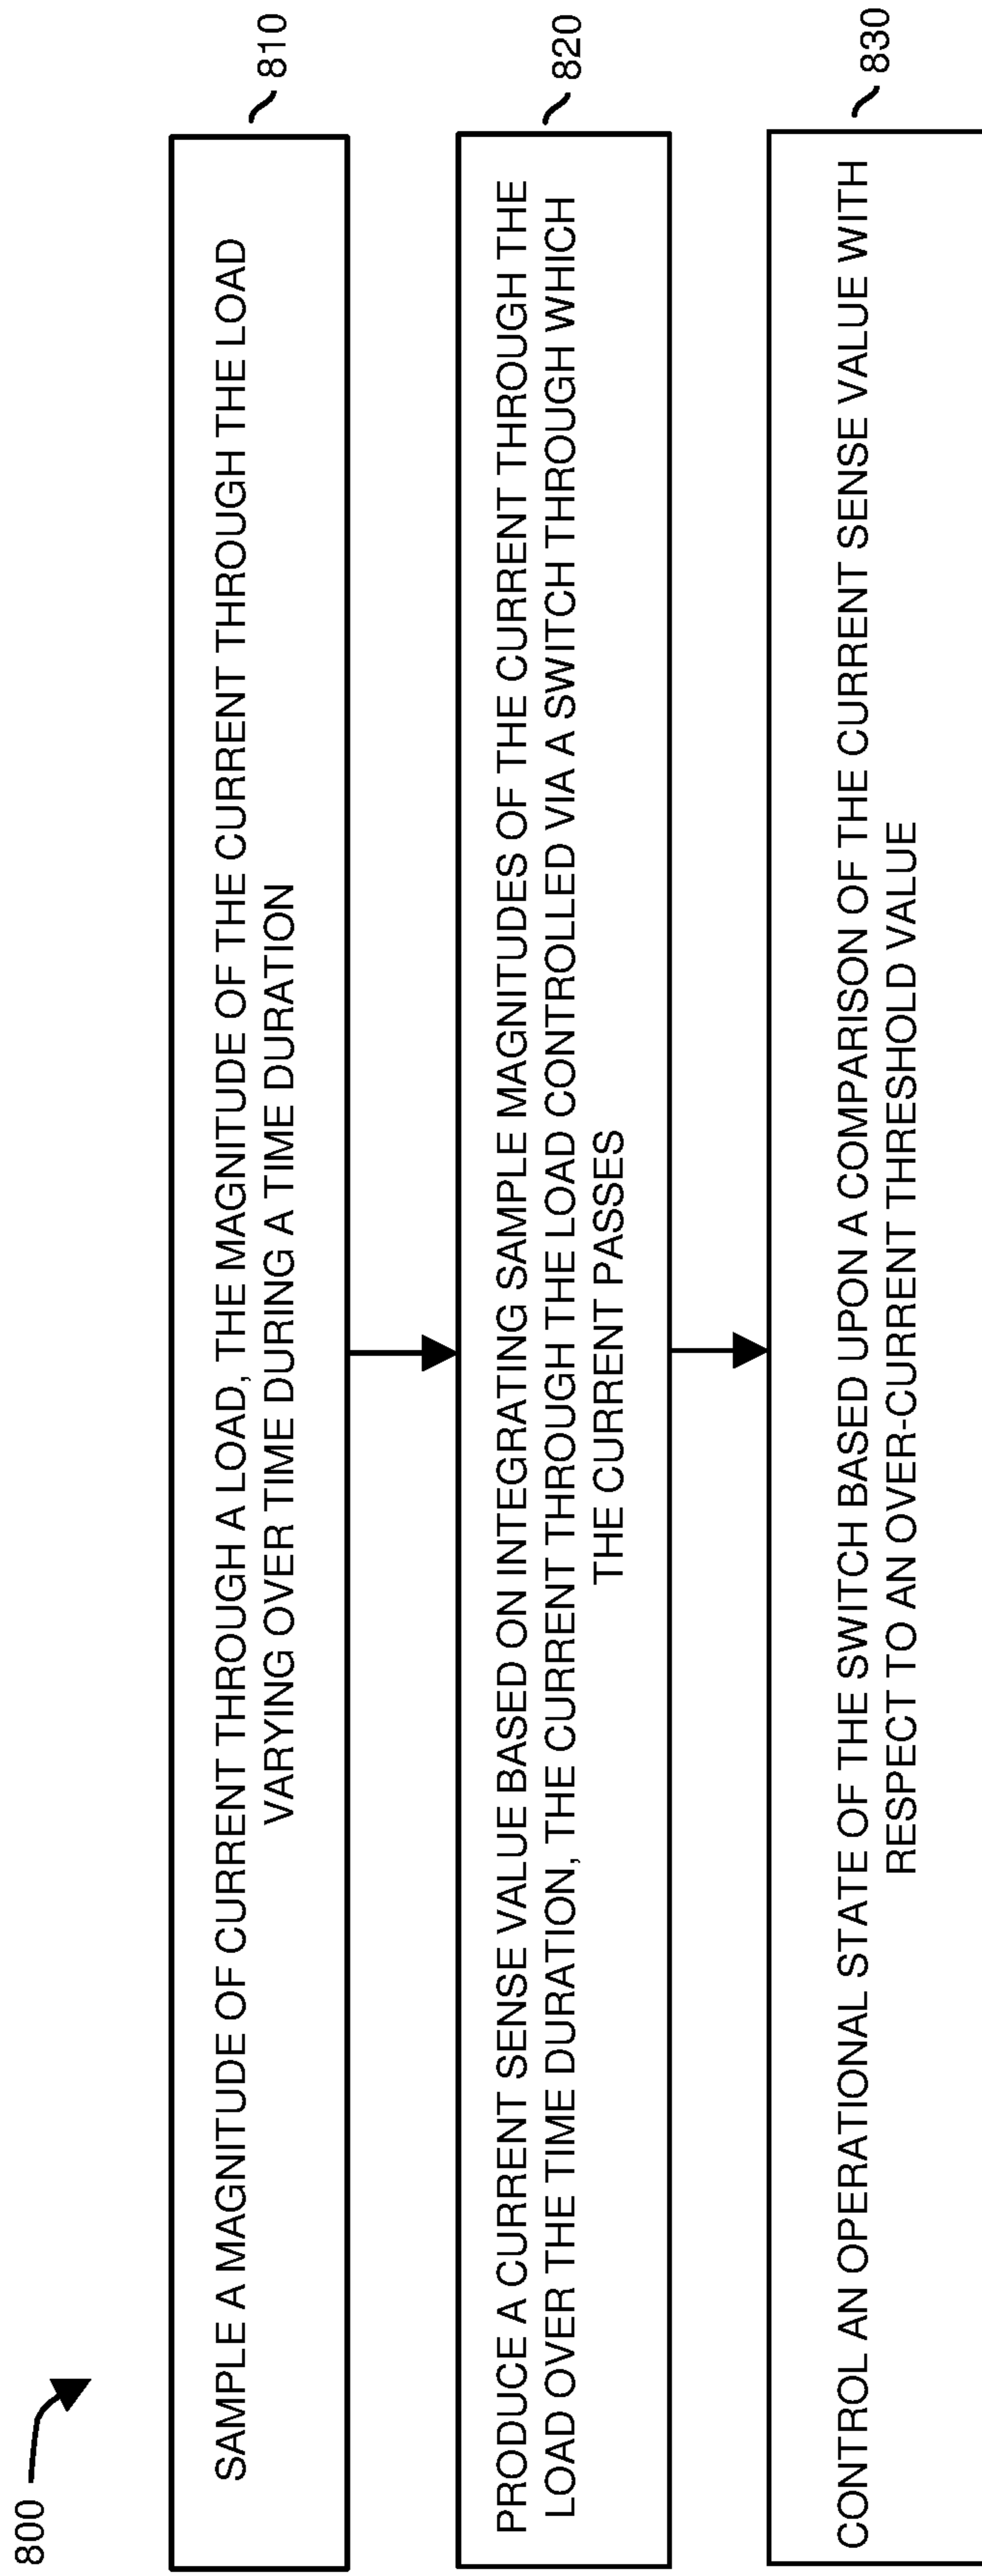 800
SAMPLE A MAGNITUDE OF CURRENT THROUGH A LOAD, THE MAGNITUDE OF THE CURRENT THROUGH THE LOAD
VARYING OVER TIME DURING A TIME DURATION
810
PRODUCE A CURRENT SENSE VALUE BASED ON INTEGRATING SAMPLE MAGNITUDES OF THE CURRENT THROUGH THE
LOAD OVER THE TIME DURATION, THE CURRENT THROUGH THE LOAD CONTROLLED VIA A SWITCH THROUGH WHICH
THE CURRENT PASSES
820
CONTROL AN OPERATIONAL STATE OF THE SWITCH BASED UPON A COMPARISON OF THE CURRENT SENSE VALUE WITH
RESPECT TO AN OVER-CURRENT THRESHOLD VALUE
830